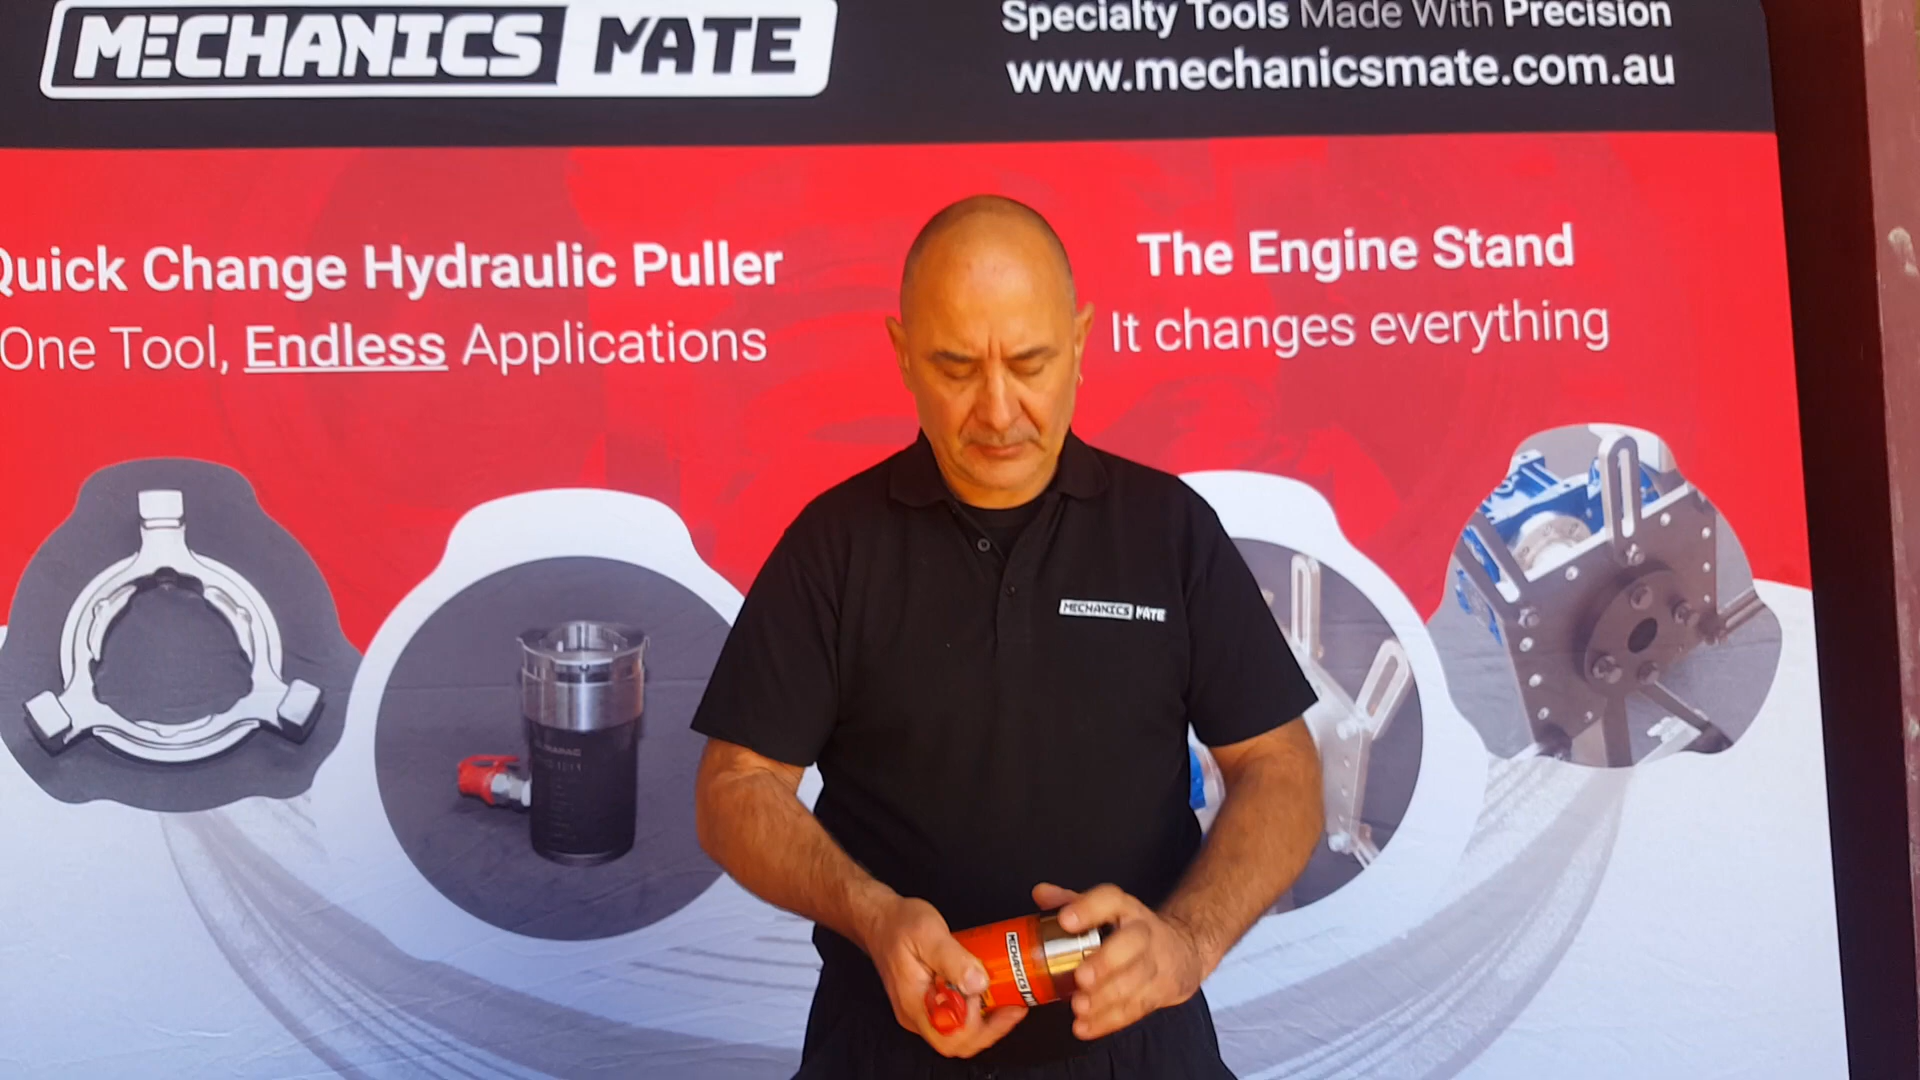 MECHANICS MATE
Specialty Tools Made With Precision
www.mechanicsmate.com.au
Quick Change Hydraulic Puller
One Tool, Endless Applications
The Engine Stand
It changes everything
MECHANICS MATE
MECHANICS